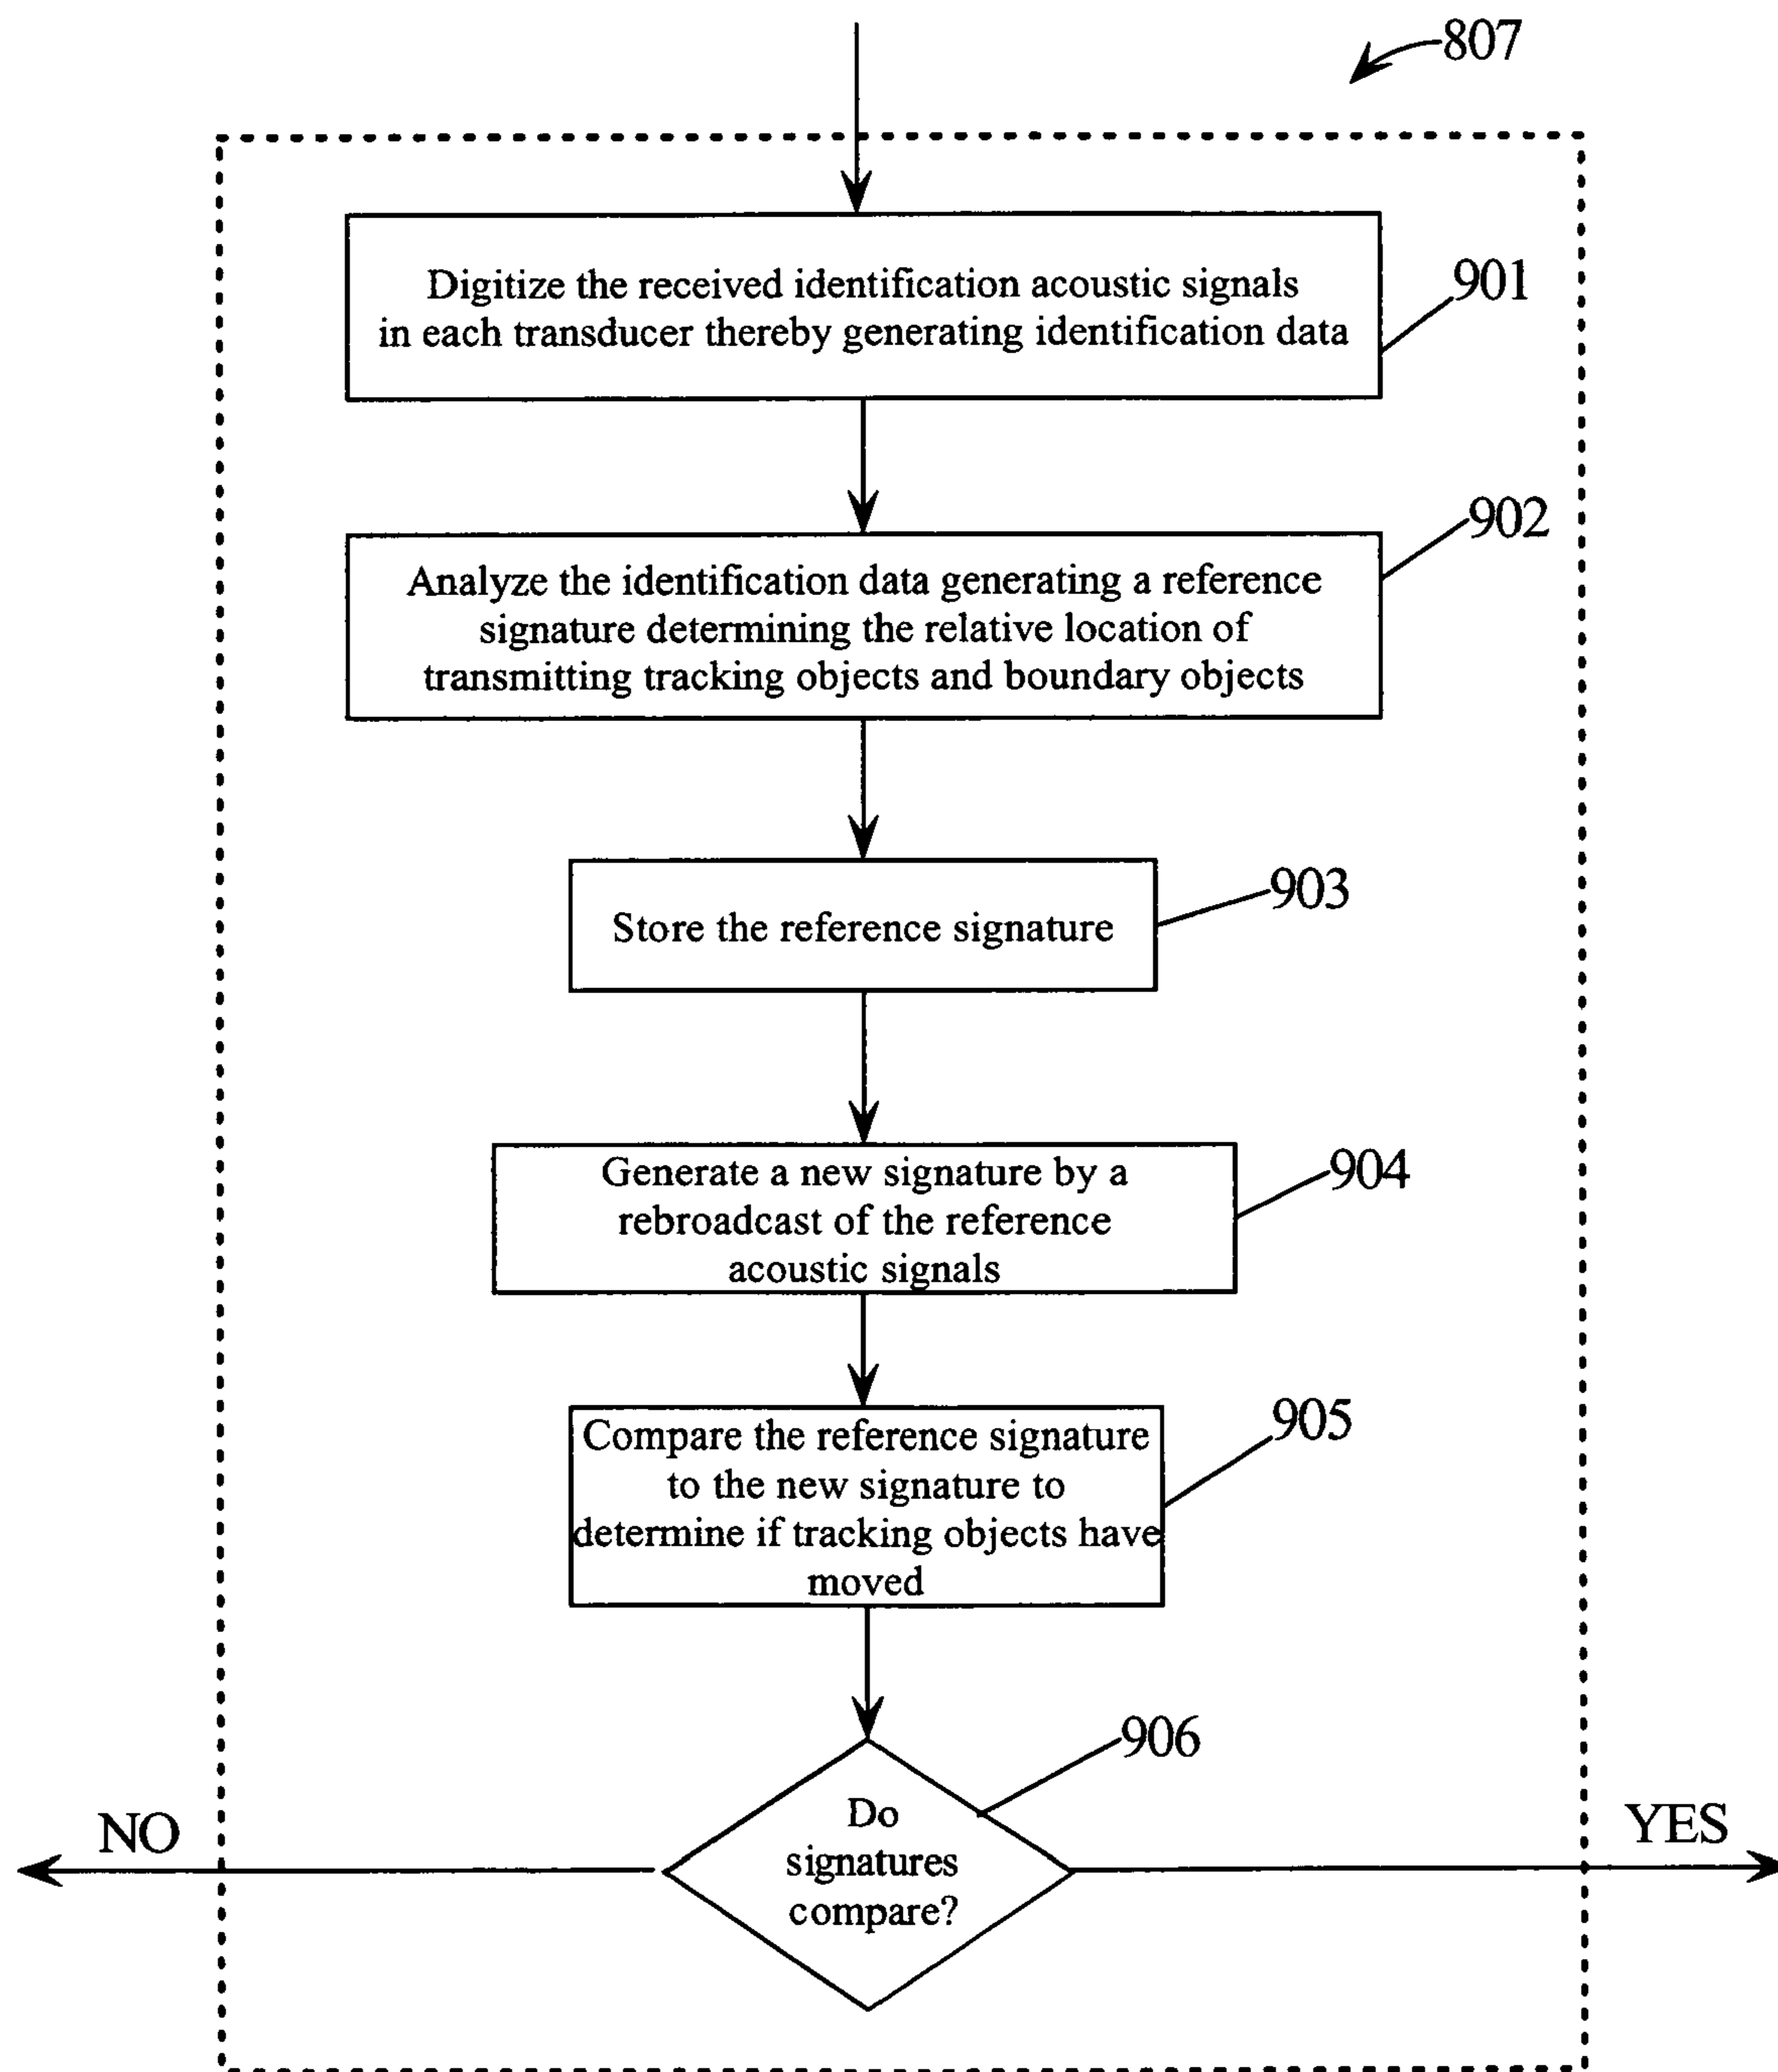 807
Digitize the received identification acoustic signals
in each transducer thereby generating identification data
901
902
Analyze the identification data generating a reference
signature determining the relative location of
transmitting tracking objects and boundary objects
903
Store the reference signature
904
Generate a new signature by a
rebroadcast of the reference
acoustic signals
905
Compare the reference signature
to the new signature to
determine if tracking objects have
moved
906
Do
signatures
compare?
NO
YES